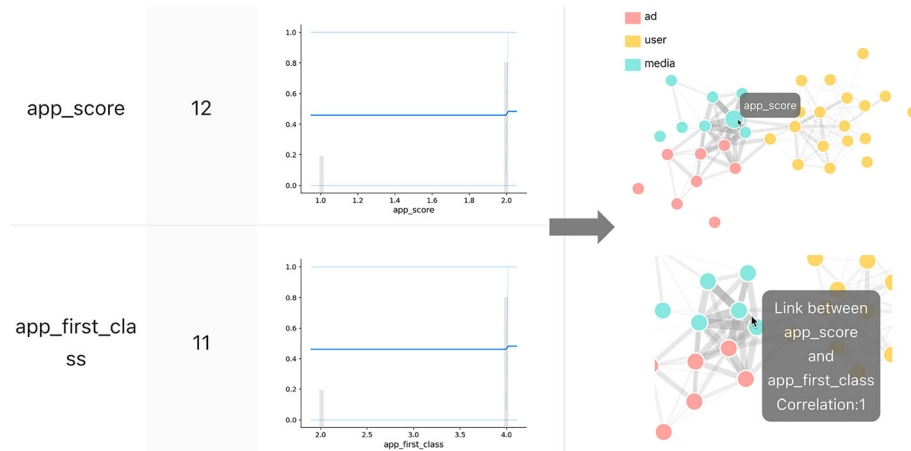 app_score
12
1.0
0.8
0.6
0.4
0.2
0.0
1.0
1.2
1.4
1.6
1.8
2.0
app_score
app_first_cla
ss
11
1.0
0.8
0.6
0.4
0.2
0.0
2.0
2.5
3.0
3.5
4.0
app_first_class
ad
user
media
app_score
Link between
app_score
and
app_first_class
Correlation:1